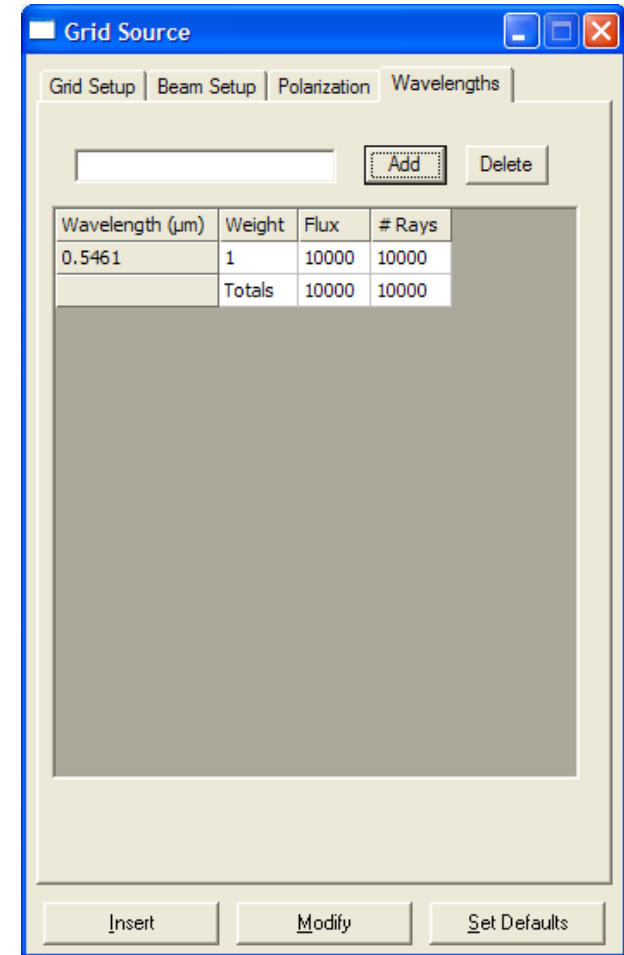 Grid Source
Grid Setup Beam Setup Polarization Wavelengths
Add Delete
Wavelength (µm) Weight Flux # Rays
0.5461 1 10000 10000
Totals 10000 10000
Insert Modify Set Defaults